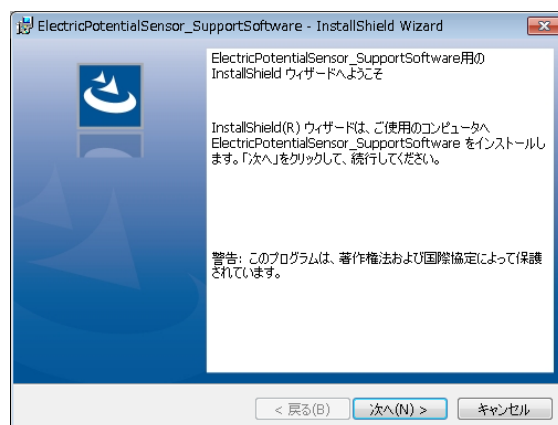 ElectricPotentialSensor_SupportSoftware - InstallShield Wizard
ElectricPotentialSensor_SupportSoftware用の
InstallShield ウィザードへようこそ
InstallShield(R) ウィザードは、ご使用のコンピュータへ
ElectricPotentialSensor_SupportSoftware をインストールし
ます。「次へ」をクリックして、続行してください。
警告: このプログラムは、著作権法および国際協定によって保護
されています。
< 戻る(B)
次へ(N) >
キャンセル